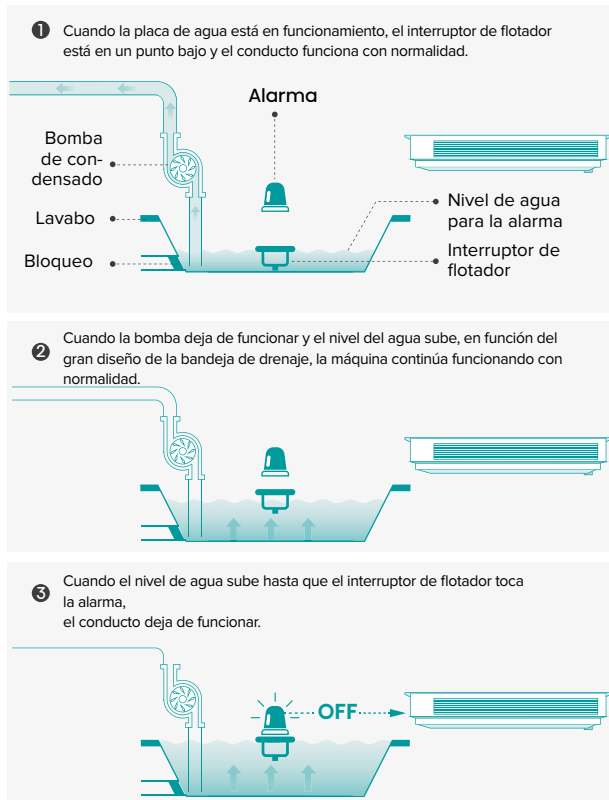 ❶ Cuando la placa de agua está en funcionamiento, el interruptor de flotador
está en un punto bajo y el conducto funciona con normalidad.
Alarma
Bomba
de con-
densado
Lavabo
Bloqueo
Nivel de agua
para la alarma
Interruptor de
flotador
❷ Cuando la bomba deja de funcionar y el nivel del agua sube, en función del
gran diseño de la bandeja de drenaje, la máquina continúa funcionando con
normalidad.
❸ Cuando el nivel de agua sube hasta que el interruptor de flotador toca
la alarma,
el conducto deja de funcionar.
OFF